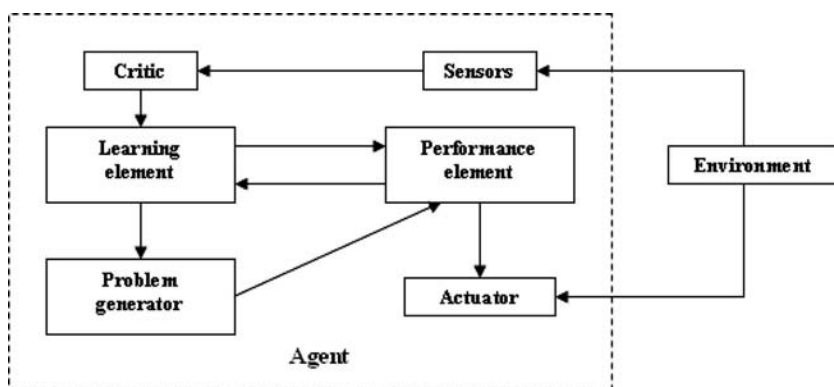 Critic
Sensors
Learning
element
Performance
element
Environment
Problem
generator
Actuator
Agent